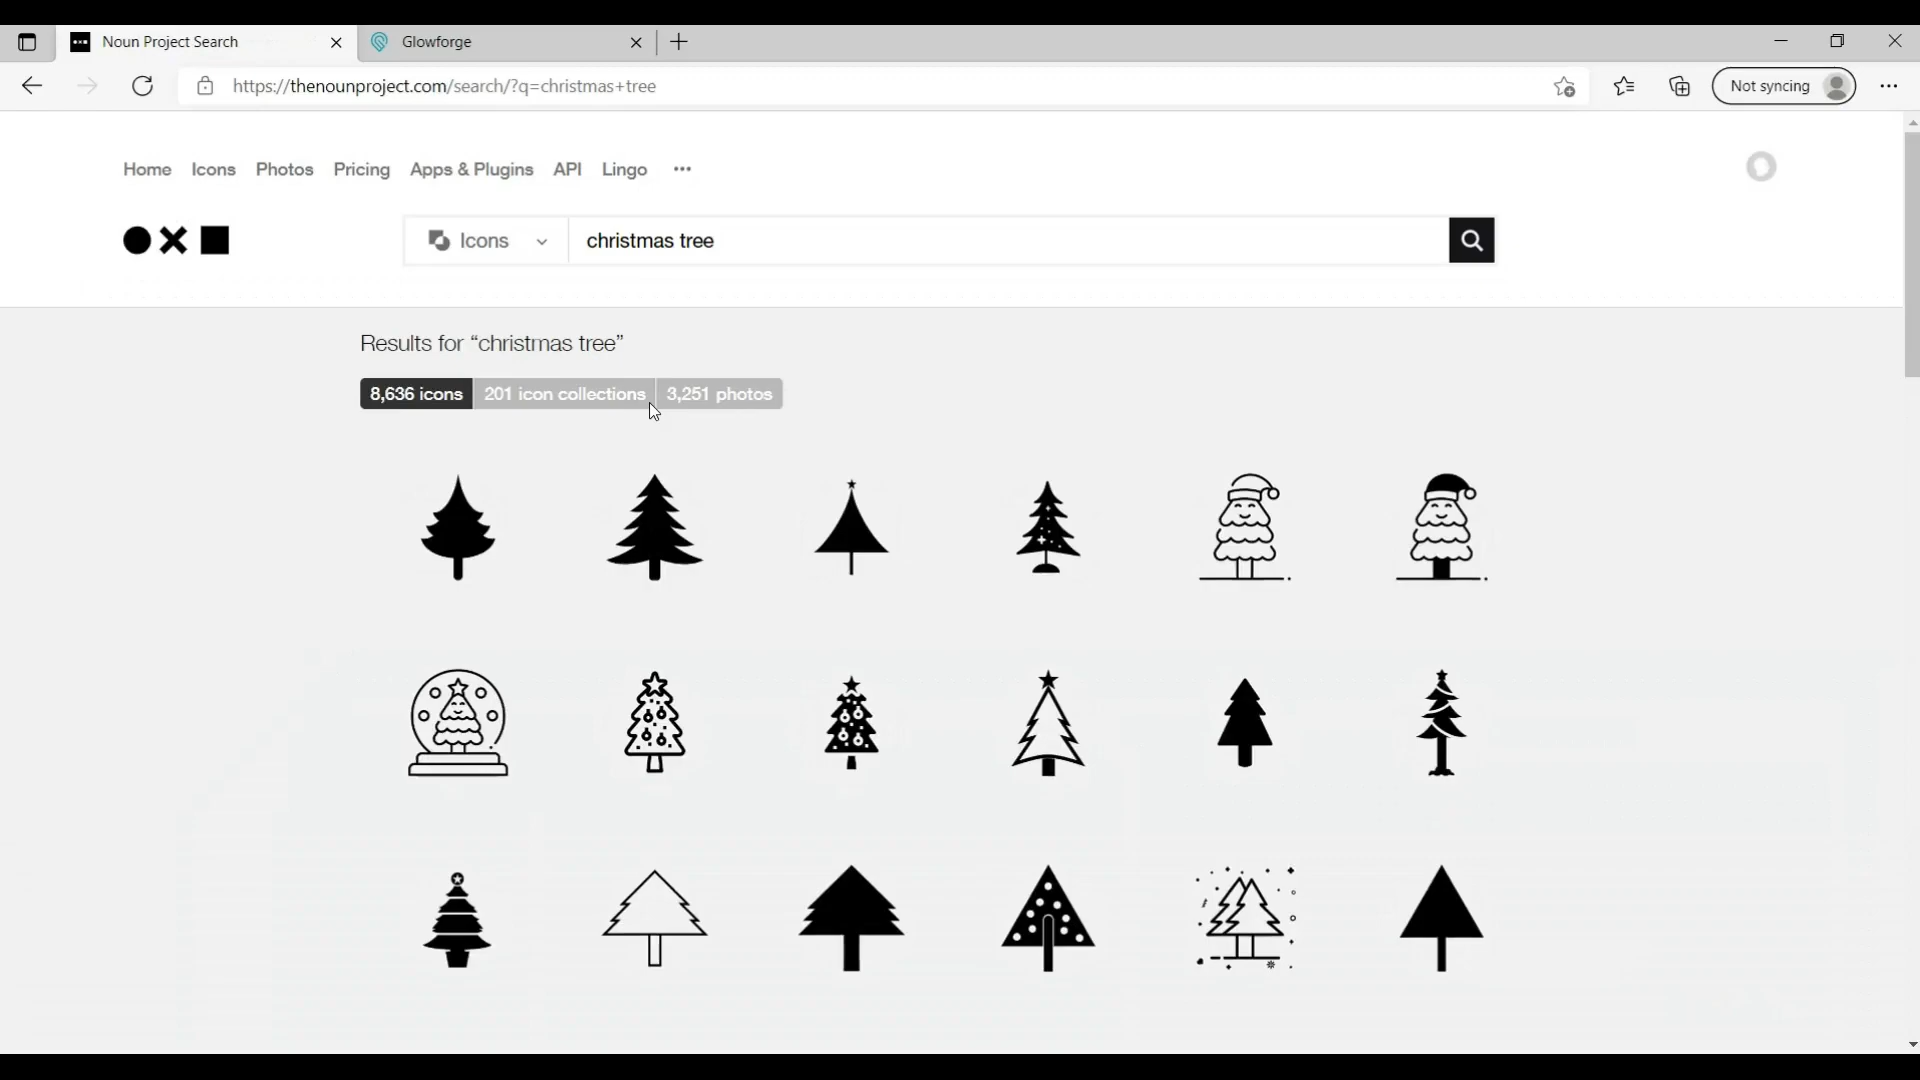 Noun Project Search
Glowforge
https://thenounproject.com/search/?q=christmas+tree
Not syncing
Home Icons Photos Pricing Apps & Plugins API Lingo •••
Icons christmas tree
Results for “christmas tree”
8,636 icons 201 icon collections 3,251 photos